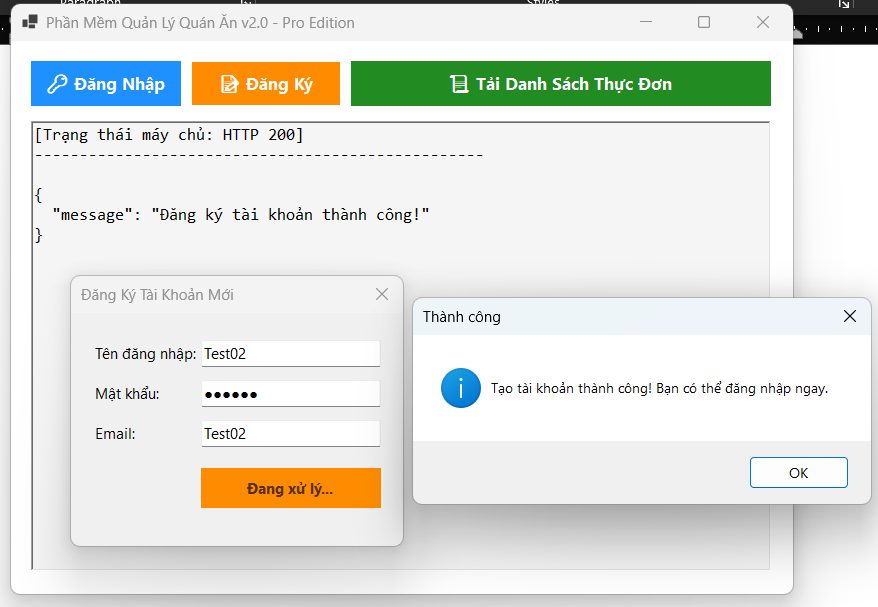 Paragraph
Styles
Phần Mềm Quản Lý Quán Ăn v2.0 - Pro Edition
Đăng Nhập
Đăng Ký
Tải Danh Sách Thực Đơn
[Trạng thái máy chủ: HTTP 200]
-------------------------------------------------
{
"message": "Đăng ký tài khoản thành công!"
}
Đăng Ký Tài Khoản Mới
Tên đăng nhập: Test02
Mật khẩu: ●●●●●●
Email: Test02
Đang xử lý...
Thành công
Tạo tài khoản thành công! Bạn có thể đăng nhập ngay.
OK